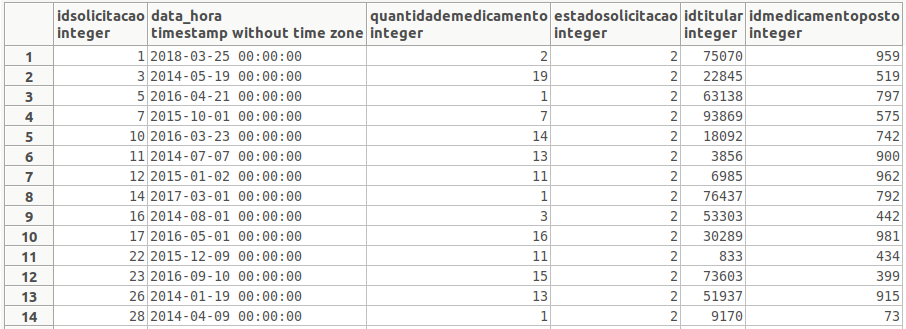 idsolicitacao data_hora quantidademedicamento estadosolicitacao idtitular idmedicamentoposto
integer timestamp without time zone integer integer integer integer
1 1 2018-03-25 00:00:00 2 2 75070 959
2 3 2014-05-19 00:00:00 19 2 22845 519
3 5 2016-04-21 00:00:00 1 2 63138 797
4 7 2015-10-01 00:00:00 7 2 93869 575
5 10 2016-03-23 00:00:00 14 2 18092 742
6 11 2014-07-07 00:00:00 13 2 3856 900
7 12 2015-01-02 00:00:00 11 2 6985 962
8 14 2017-03-01 00:00:00 1 2 76437 792
9 16 2014-08-01 00:00:00 3 2 53303 442
10 17 2016-05-01 00:00:00 16 2 30289 981
11 22 2015-12-09 00:00:00 11 2 833 434
12 23 2016-09-10 00:00:00 15 2 73603 399
13 26 2014-01-19 00:00:00 13 2 51937 915
14 28 2014-04-09 00:00:00 1 2 9170 73